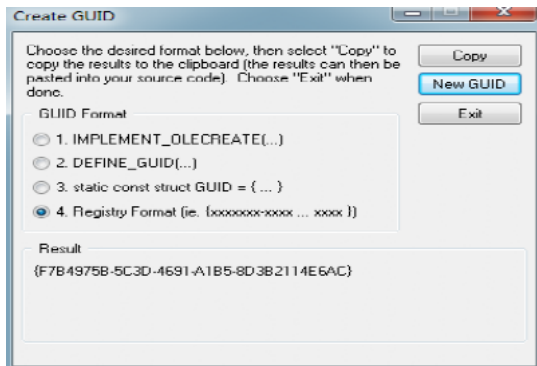 Create GUID
Choose the desired format below, then select "Copy" to
copy the results to the clipboard (the results can then be
pasted into your source code). Choose "Exit" when
done.
Copy
New GUID
Exit
GUID Format
1. IMPLEMENT_OLECREATE(...)
2. DEFINE_GUID(...)
3. static const struct GUID = { ... }
4. Registry Format (ie. {xxxxxxx-xxxx ... xxxx })
Result
{F7B4975B-5C3D-4691-A1B5-8D3B2114E6AC}